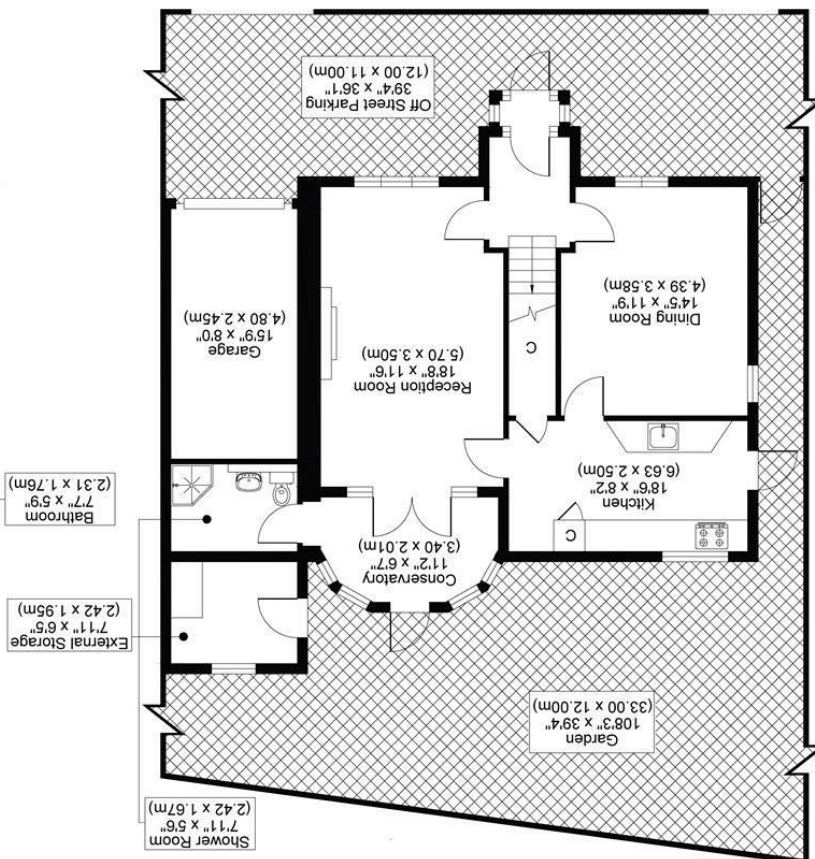 Shower Room
7'11" x 5'6"
(2.42 x 1.67m)
Garden
108'3" x 39'4"
(33.00 x 12.00m)
External Storage
7'11" x 6'5"
(2.42 x 1.95m)
Conservatory
11'2" x 6'7"
(3.40 x 2.01m)
C
Bathroom
7'7" x 5'9"
(2.31 x 1.76m)
Kitchen
18'6" x 8'2"
(6.63 x 2.50m)
Reception Room
18'8" x 11'6"
(5.70 x 3.50m)
C
Garage
15'9" x 8'0"
(4.80 x 2.45m)
Dining Room
14'5" x 11'9"
(4.39 x 3.58m)
Off Street Parking
39'4" x 36'1"
(12.00 x 11.00m)